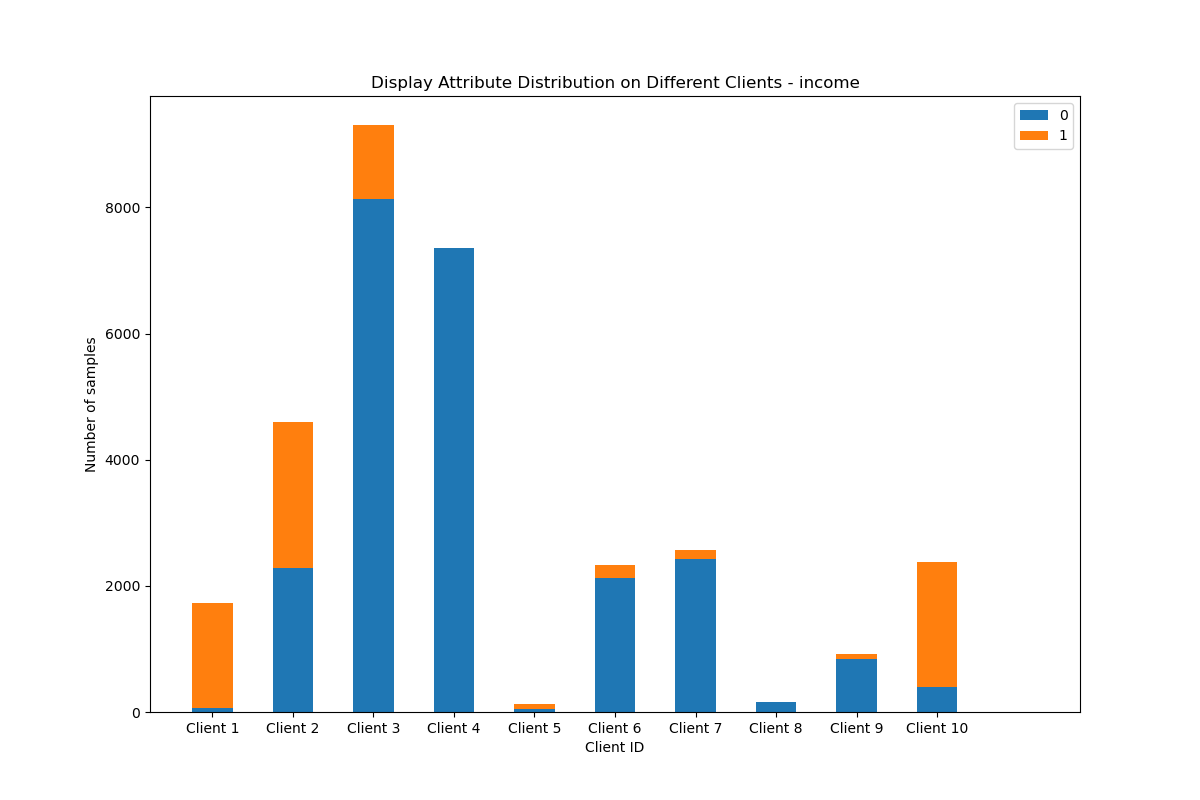 Display Attribute Distribution on Different Clients - income
0
1
8000
6000
4000
2000
0
Number of samples
Client 1 Client 2 Client 3 Client 4 Client 5 Client 6 Client 7 Client 8 Client 9 Client 10
Client ID